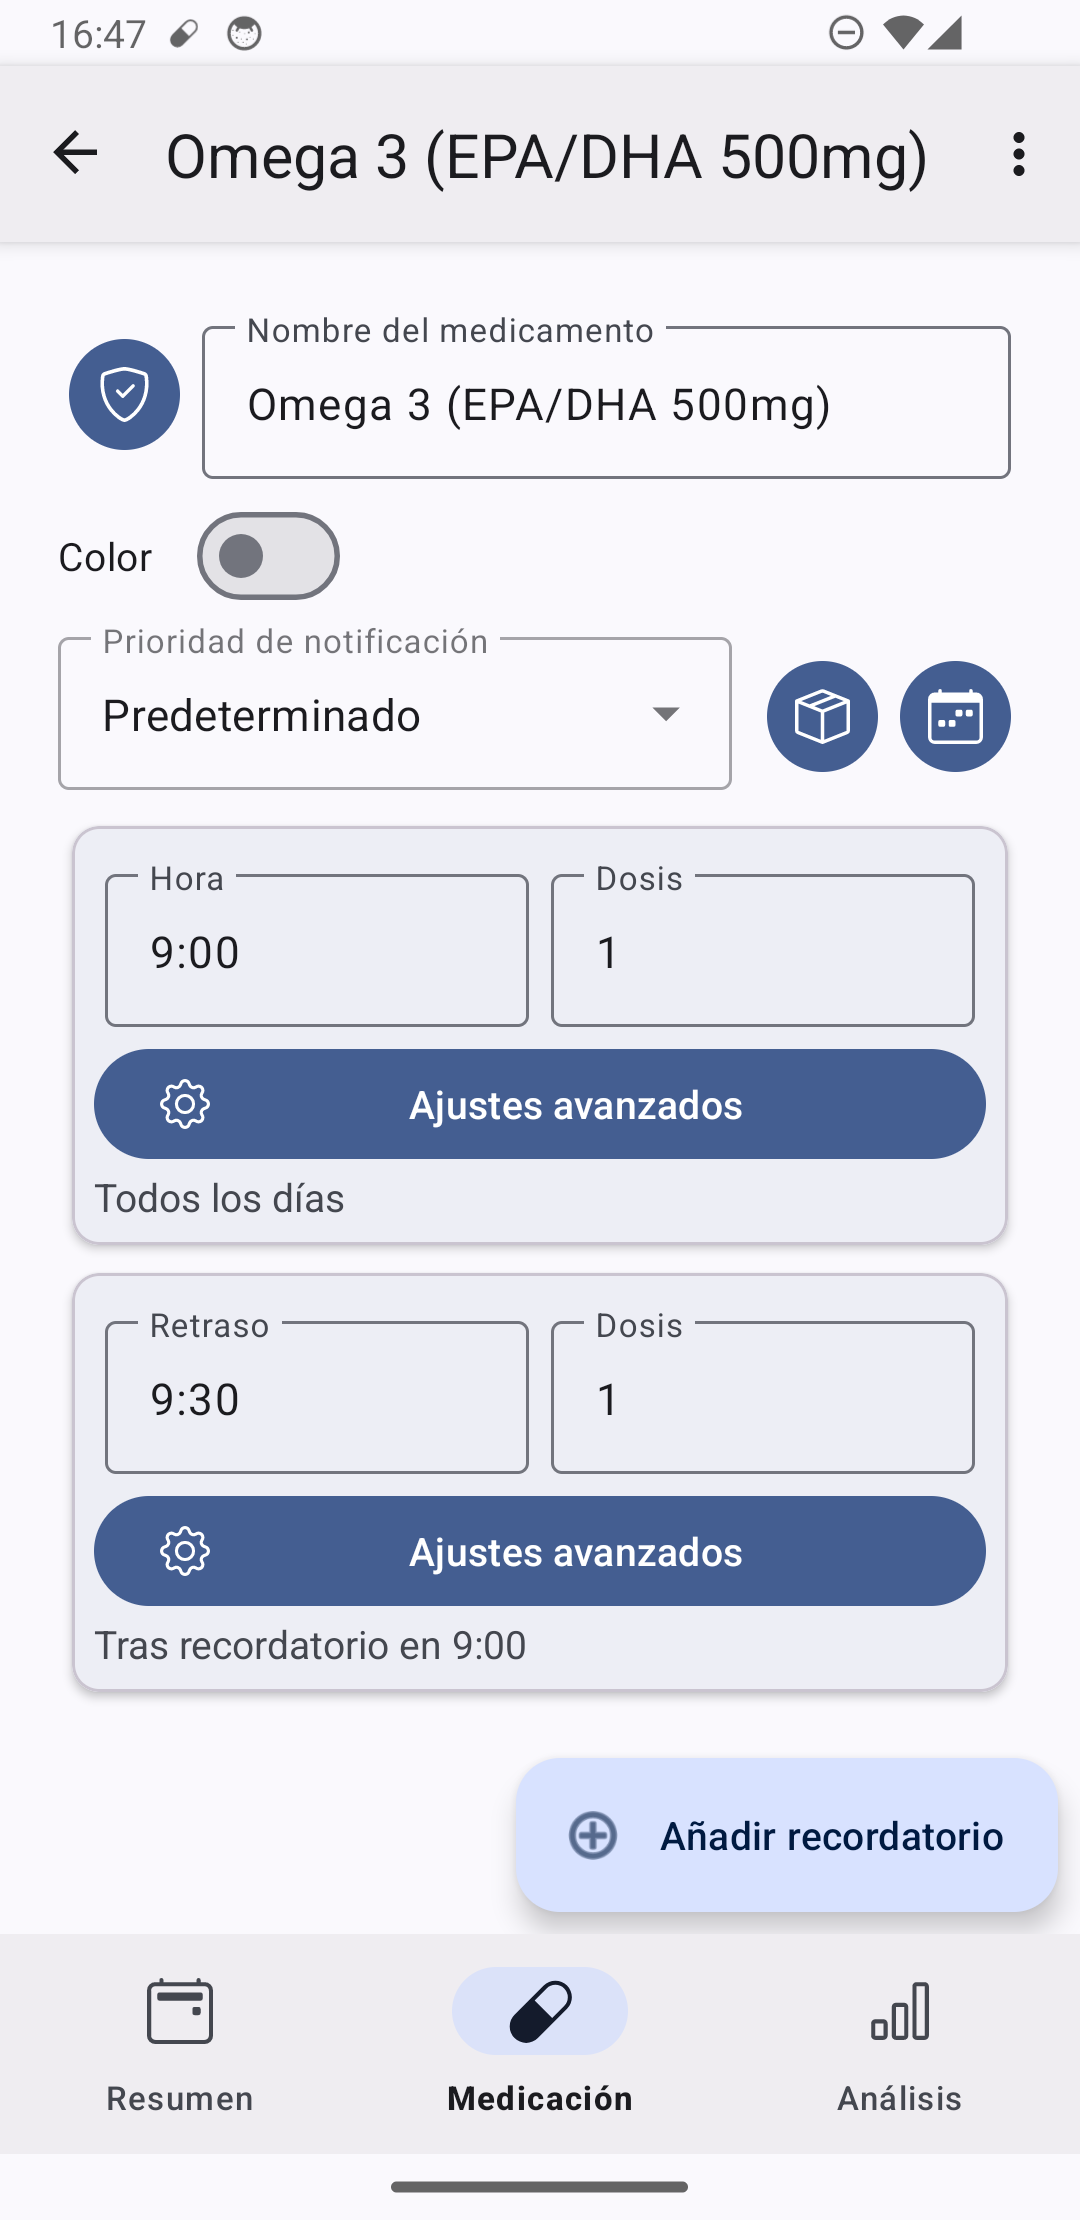 16:47
Omega 3 (EPA/DHA 500mg)
Nombre del medicamento
Omega 3 (EPA/DHA 500mg)
Color
Prioridad de notificación
Predeterminado
Hora
9:00
Dosis
1
Ajustes avanzados
Todos los días
Retraso
9:30
Dosis
1
Ajustes avanzados
Tras recordatorio en 9:00
Añadir recordatorio
Resumen
Medicación
Análisis